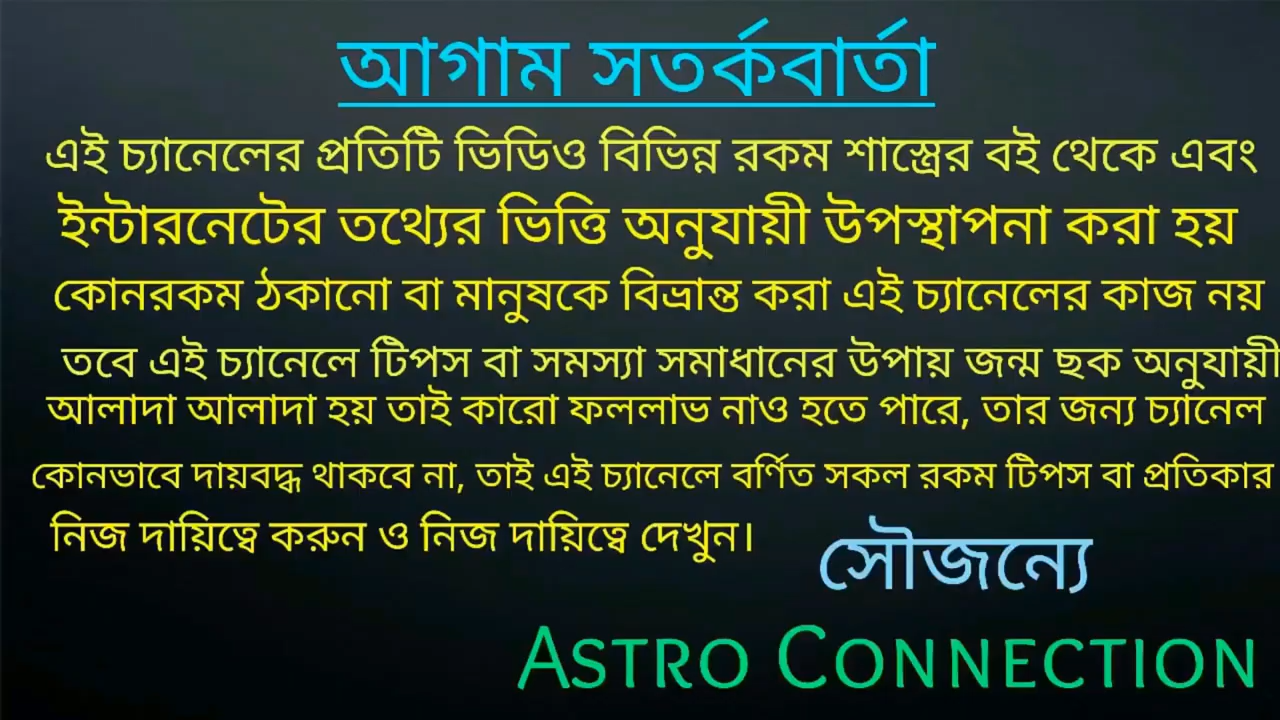 আগাম সতর্কবার্তা
এই চ্যানেলের প্রতিটি ভিডিও বিভিন্ন রকম শাস্ত্রের বই থেকে এবং
ইন্টারনেটের তথ্যের ভিত্তি অনুযায়ী উপস্থাপনা করা হয়
কোনরকম ঠকানো বা মানুষকে বিভ্রান্ত করা এই চ্যানেলের কাজ নয়
তবে এই চ্যানেলে টিপস বা সমস্যা সমাধানের উপায় জন্ম ছক অনুযায়ী
আলাদা আলাদা হয় তাই কারো ফললাভ নাও হতে পারে, তার জন্য চ্যানেল
কোনভাবে দায়বদ্ধ থাকবে না, তাই এই চ্যানেলে বর্ণিত সকল রকম টিপস বা প্রতিকার
নিজ দায়িত্বে করুন ও নিজ দায়িত্বে দেখুন।
সৌজন্যে
ASTRO CONNECTION